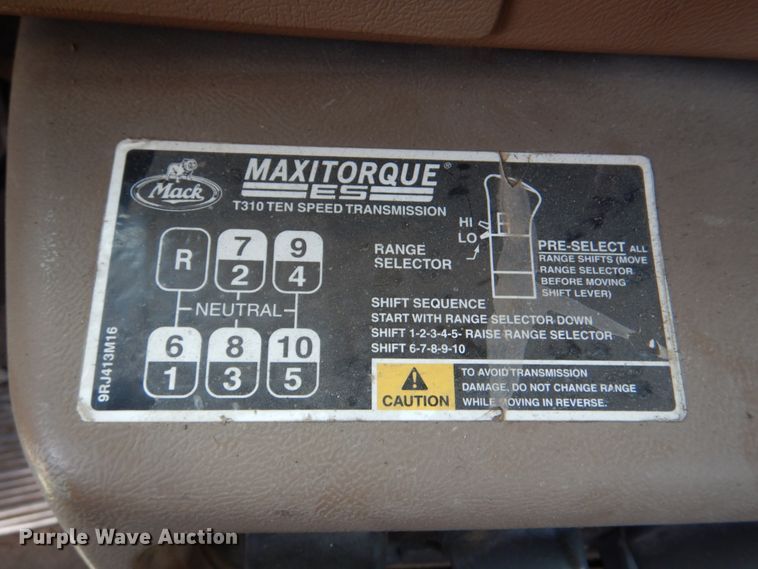 Mack
MAXITORQUE®
ES
T310 TEN SPEED TRANSMISSION
R 7 9
2 4
NEUTRAL
6 8 10
1 3 5
9RJ413M16
HI
LO
RANGE
SELECTOR
PRE-SELECT ALL
RANGE SHIFTS (MOVE
RANGE SELECTOR
BEFORE MOVING
SHIFT LEVER)
SHIFT SEQUENCE
START WITH RANGE SELECTOR DOWN
SHIFT 1-2-3-4-5- RAISE RANGE SELECTOR
SHIFT 6-7-8-9-10
CAUTION
TO AVOID TRANSMISSION
DAMAGE, DO NOT CHANGE RANGE
WHILE MOVING IN REVERSE.
Purple Wave Auction
purplewave.com